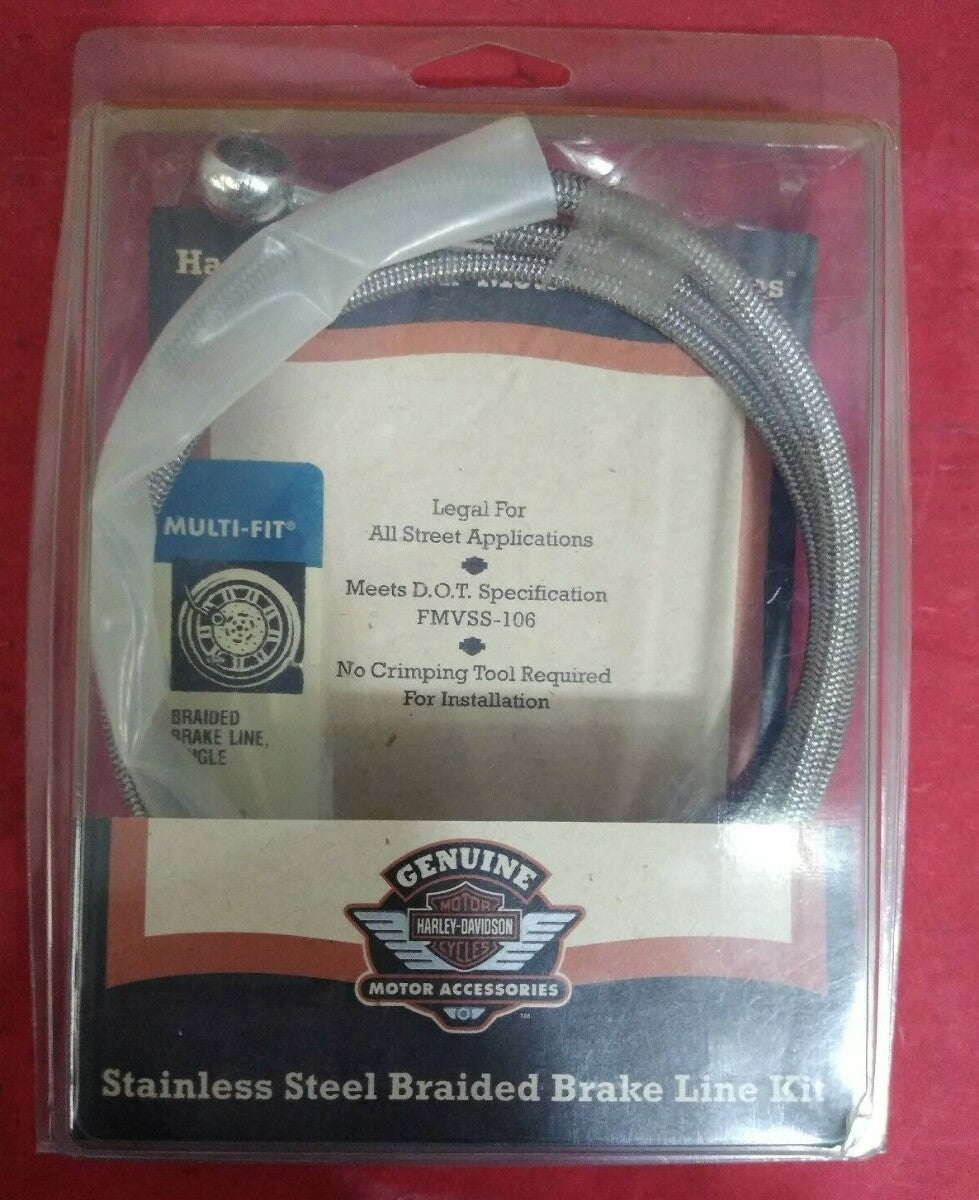 Legal For
All Street Applications
Meets D.O.T. Specification
FMVSS-106
No Crimping Tool Required
For Installation
MULTI-FIT®
BRAIDED
BRAKE LINE,
GENUINE
MOTOR
HARLEY-DAVIDSON
CYCLES
MOTOR ACCESSORIES
™
Stainless Steel Braided Brake Line Kit